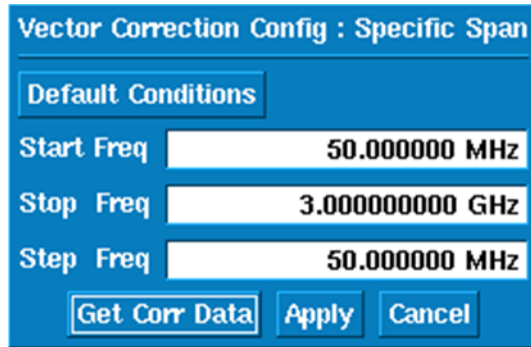 Vector Correction Config : Specific Span
Default Conditions
Start Freq 50.000000 MHz
Stop Freq 3.000000000 GHz
Step Freq 50.000000 MHz
Get Corr Data Apply Cancel